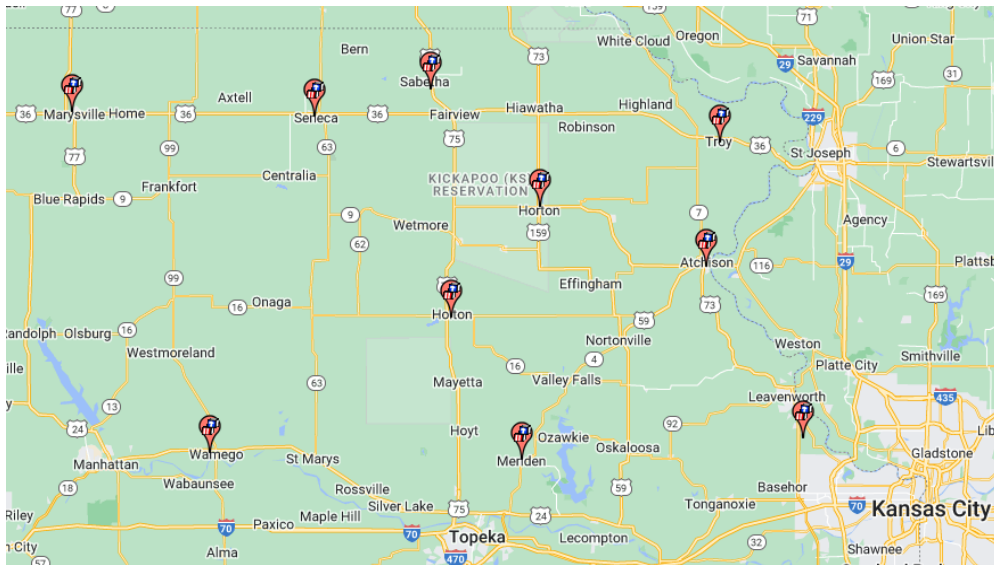 77
Bern
73
159
White Cloud
Oregon
71
Union Star
29
Savannah
169
31
Sabetha
Axtell
36
Marysville
Home
36
Seneca
36
Fairview
Hiawatha
Highland
229
Troy
36
Robinson
St Joseph
6
Stewartsville
77
99
63
75
Centralia
KICKAPOO (KS)
RESERVATION
Frankfort
Blue Rapids
9
9
Wetmore
Horton
159
7
Agency
62
Atchison
116
29
Plattsb
99
Effingham
73
169
16
Onaga
Holton
59
Randolph
Olsburg
16
Nortonville
Weston
Smithville
Westmoreland
4
Platte City
ville
16
Valley Falls
63
Mayetta
Leavenworth
435
13
24
Hoyt
92
Ozawkie
Oskaloosa
Gladstone
Lib
Manhattan
Wamego
St Marys
Meriden
Wabaunsee
18
Rossville
59
Basehor
Silver Lake
75
24
Tonganoxie
70
Kansas City
Riley
Maple Hill
70
Paxico
70
Topeka
Lecompton
32
n City
Alma
470
Shawnee
57